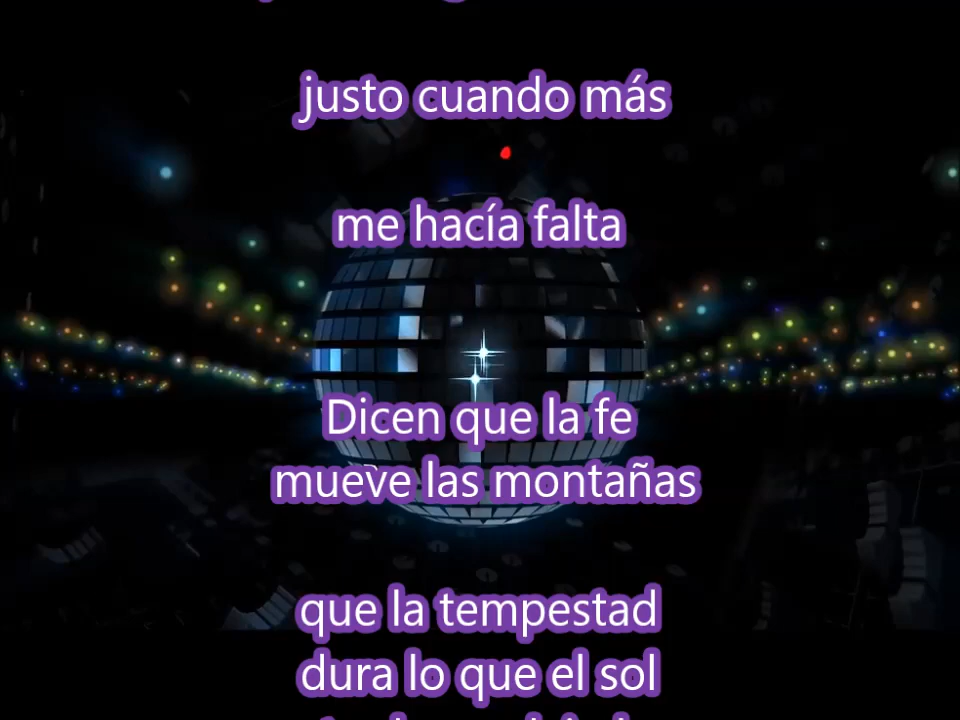 justo cuando más
me hacía falta
Dicen que la fe
mueve las montañas
que la tempestad
dura lo que el sol